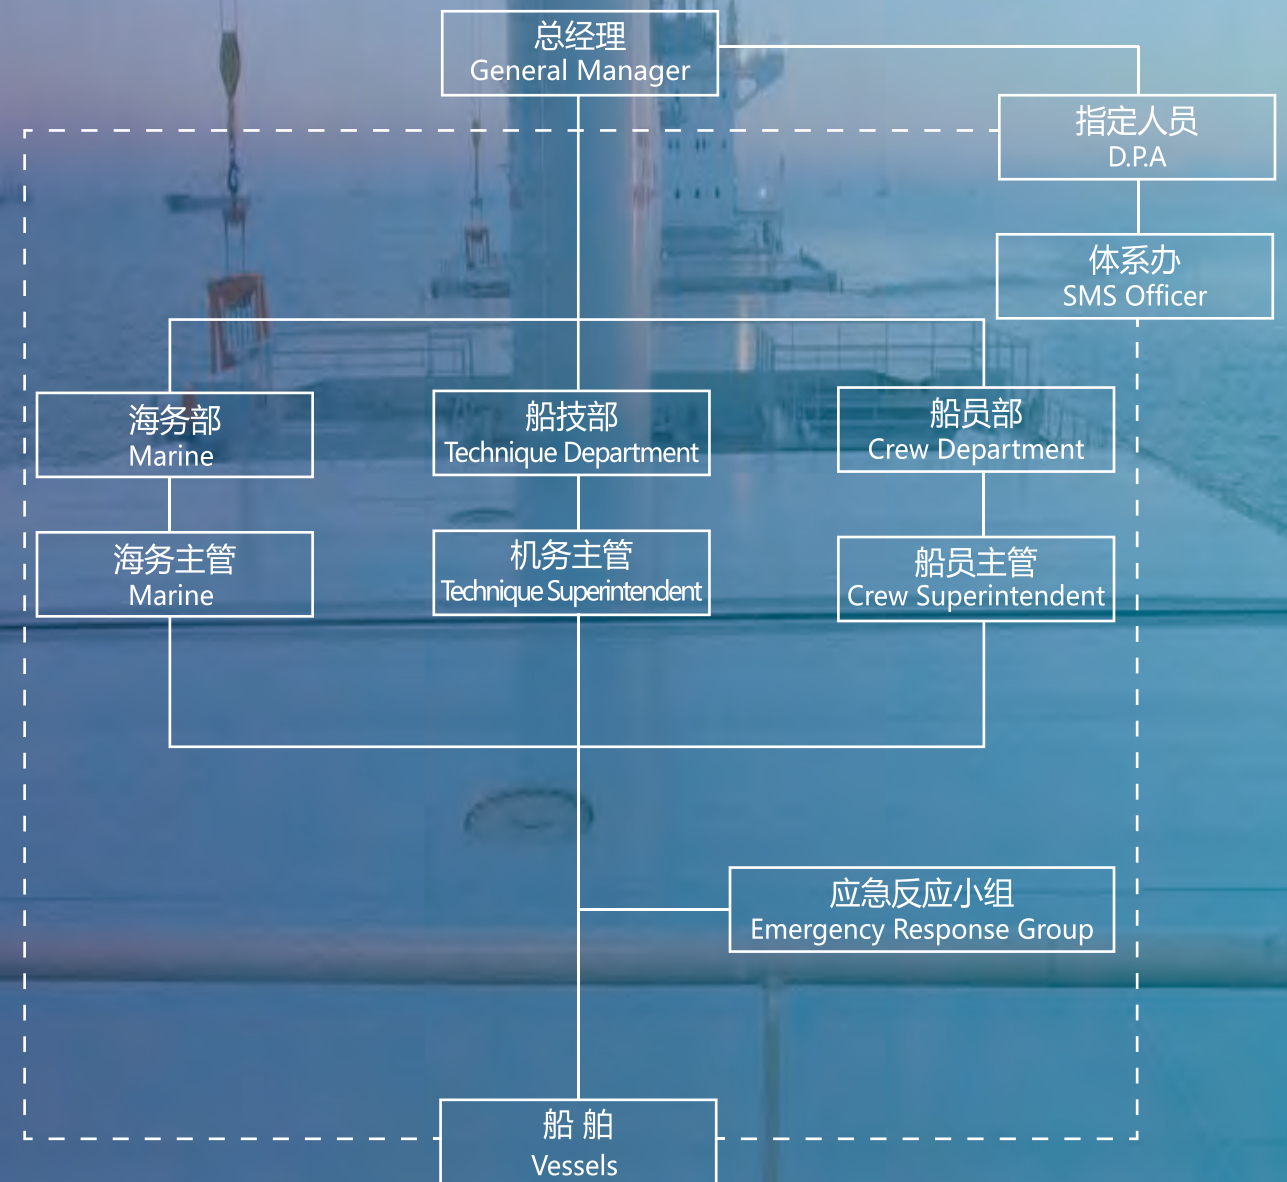 总经理
General Manager
指定人员
D.P.A
体系办
SMS Officer
海务部
Marine
船技部
Technique Department
船员部
Crew Department
海务主管
Marine
机务主管
Technique Superintendent
船员主管
Crew Superintendent
应急反应小组
Emergency Response Group
船 舶
Vessels